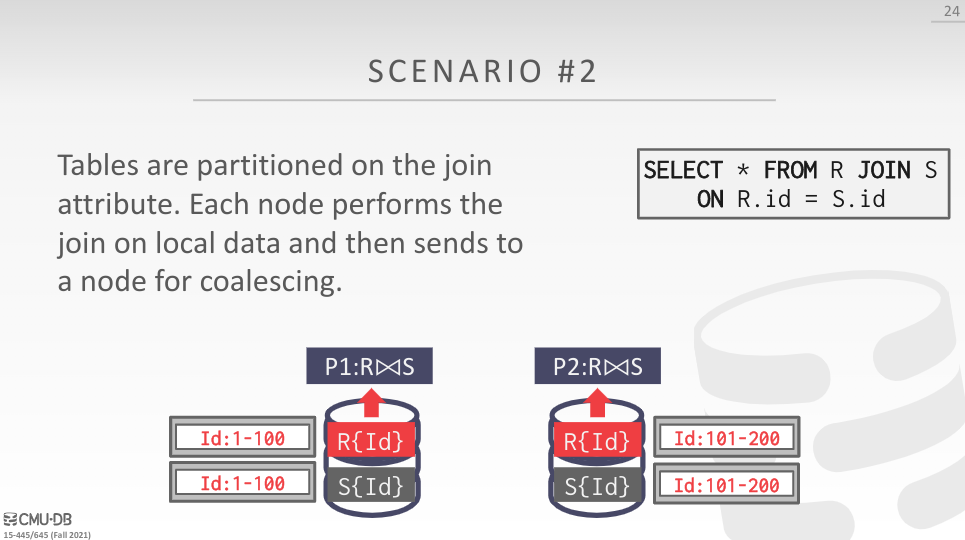 24
SCENARIO #2
Tables are partitioned on the join
attribute. Each node performs the
join on local data and then sends to
a node for coalescing.
SELECT * FROM R JOIN S
ON R.id = S.id
P1:R⨝S
P2:R⨝S
Id:1-100
R{Id}
R{Id}
Id:101-200
Id:1-100
S{Id}
S{Id}
Id:101-200
CMU·DB
15-445/645 (Fall 2021)